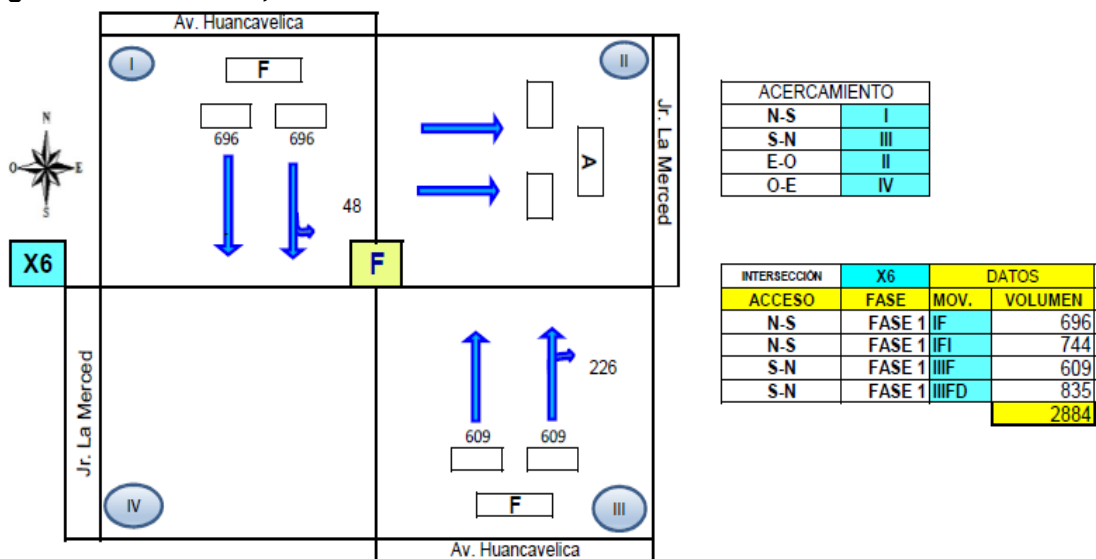 Av. Huancavelica
I
F
II
696 696
48
A
Jr. La Merced
N
O E
S
X6
F
Jr. La Merced
226
609 609
F
IV
III
Av. Huancavelica
ACERCAMIENTO
N-S I
S-N III
E-O II
O-E IV
INTERSECCIÓN X6 DATOS
ACCESO FASE MOV. VOLUMEN
N-S FASE 1 IF 696
N-S FASE 1 IFI 744
S-N FASE 1 IIIF 609
S-N FASE 1 IIIFD 835
2884